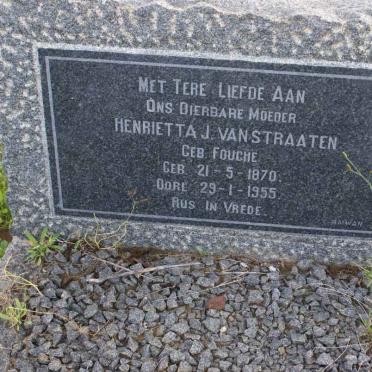 MET TERE LIEFDE AAN
ONS DIERBARE MOEDER
HENRIETTA J. VAN STRAATEN
GEB FOUCHE
GEB 21-5-1870.
OORL 29-1-1955.
RUS IN VREDE.